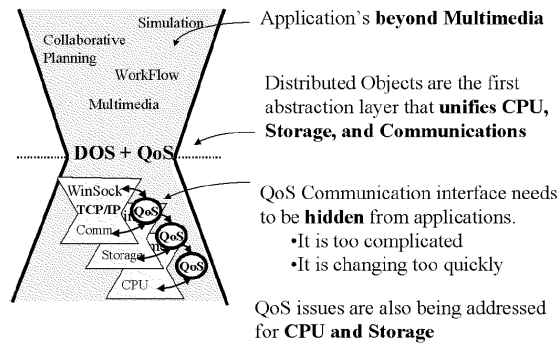 Simulation
Collaborative
Planning
WorkFlow
Multimedia
DOS + QoS
WinSock
TCP/IP
Comm
QoS
Storage
QoS
CPU
QoS
Application's beyond Multimedia
Distributed Objects are the first
abstraction layer that unifies CPU,
Storage, and Communications
QoS Communication interface needs
to be hidden from applications.
•It is too complicated
•It is changing too quickly
QoS issues are also being addressed
for CPU and Storage